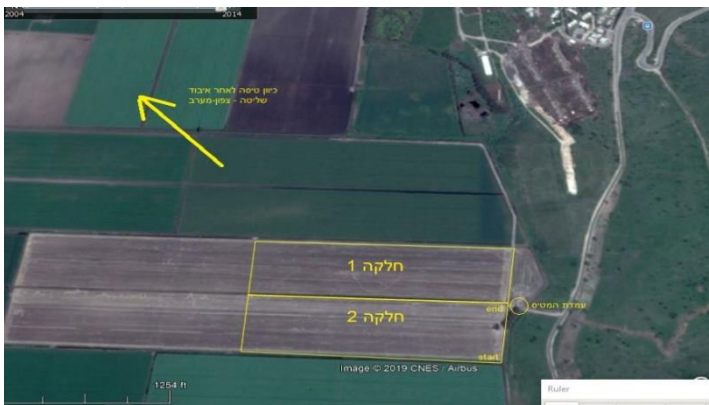 2004
2014
כיוון טיסה לאחר איבוד
שליטה - צפון-מערב
חלקה 1
end
עמדת המטיס
חלקה 2
start
Image © 2019 CNES / Airbus
1254 ft
Ruler